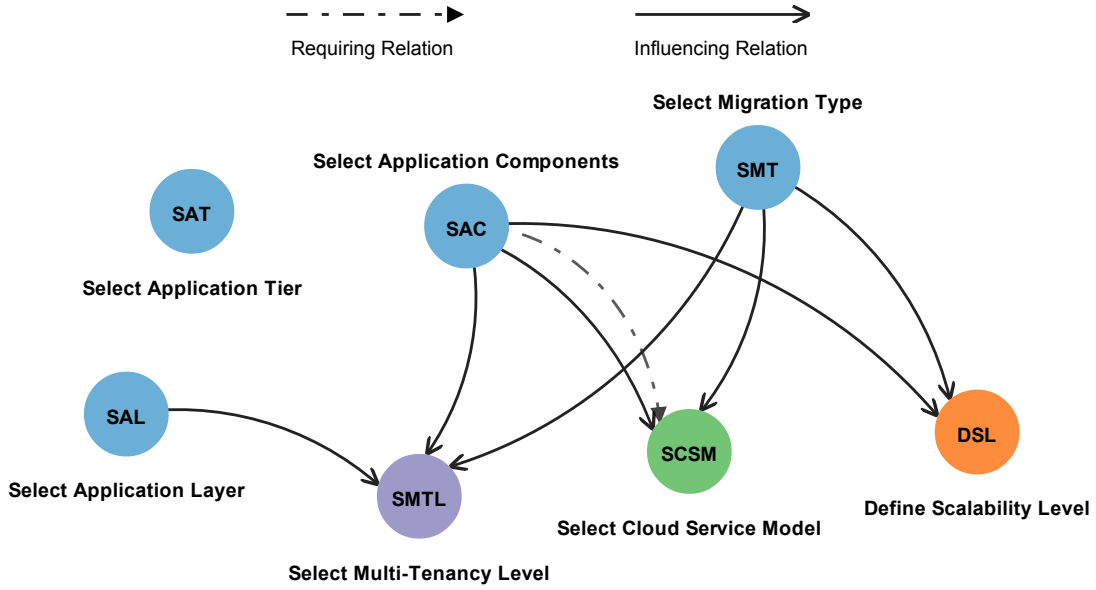 Requiring Relation
Influencing Relation
Select Migration Type
SMT
Select Application Components
SAC
SAT
Select Application Tier
SAL
Select Application Layer
SMTL
Select Multi-Tenancy Level
SCSM
Select Cloud Service Model
DSL
Define Scalability Level